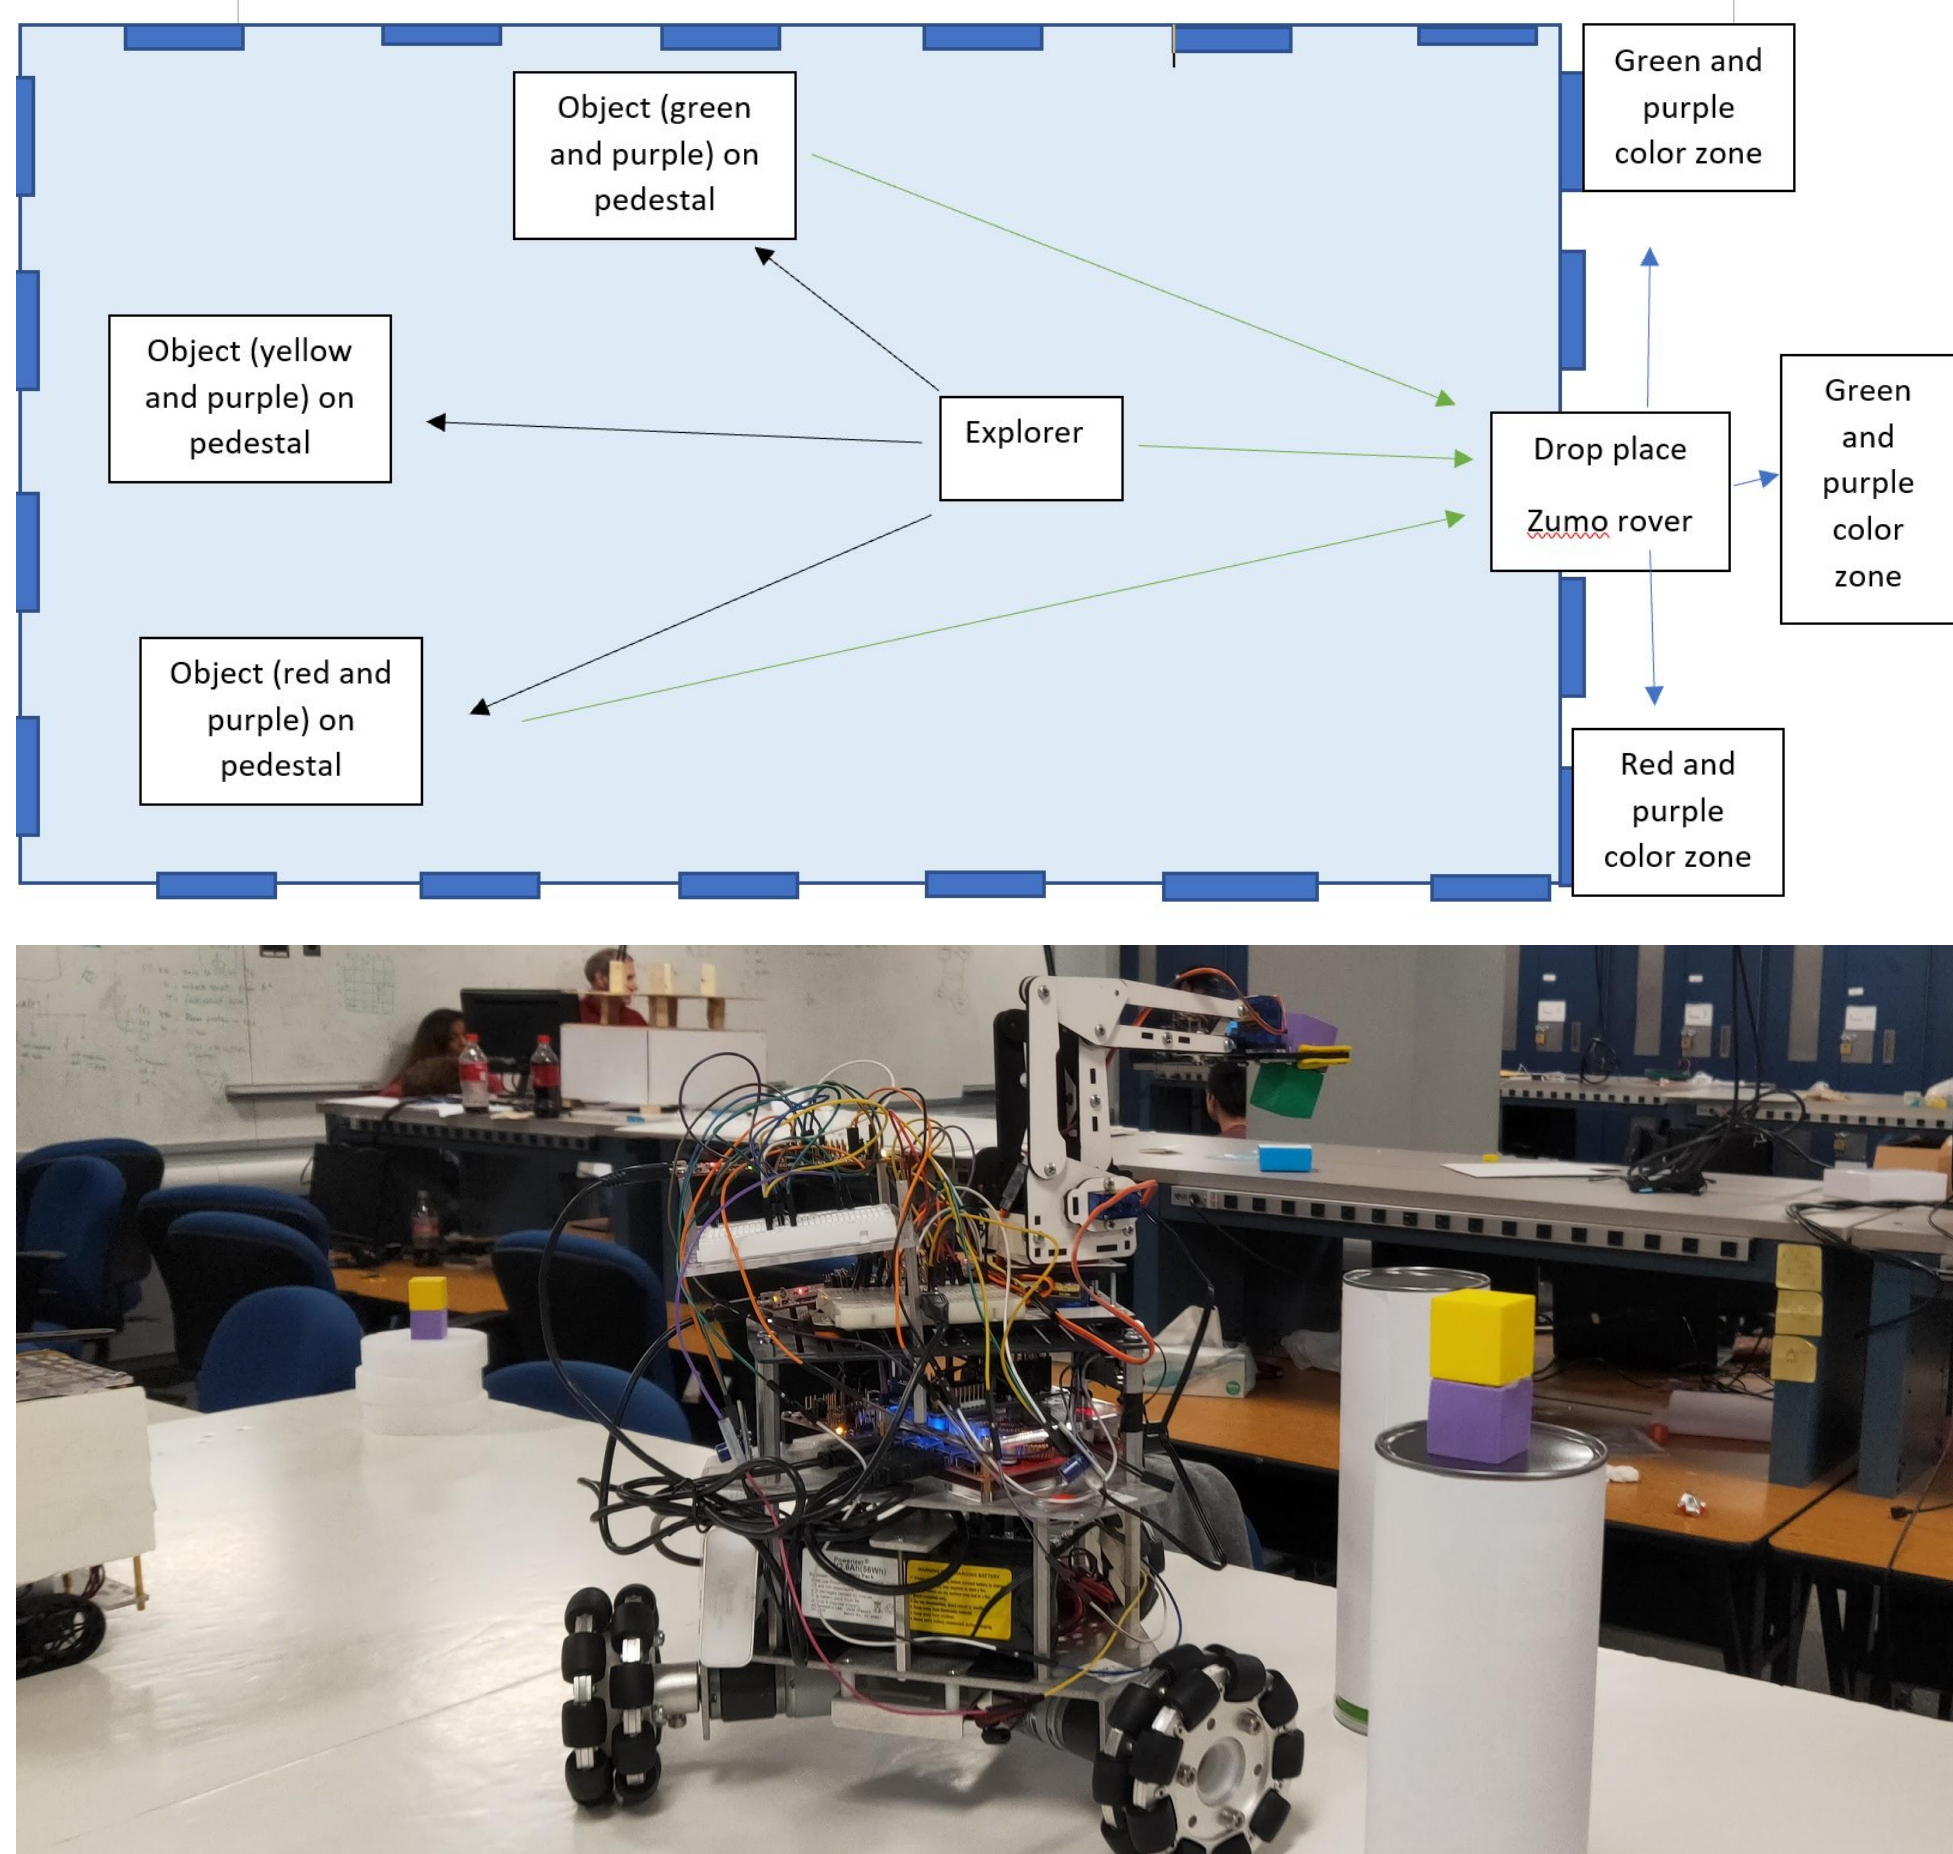 Object (green
and purple) on
pedestal
Green and
purple
color zone
Object (yellow
and purple) on
pedestal
Explorer
Drop place
Zumo rover
Green
and
purple
color
zone
Object (red and
purple) on
pedestal
Red and
purple
color zone
Powerizer